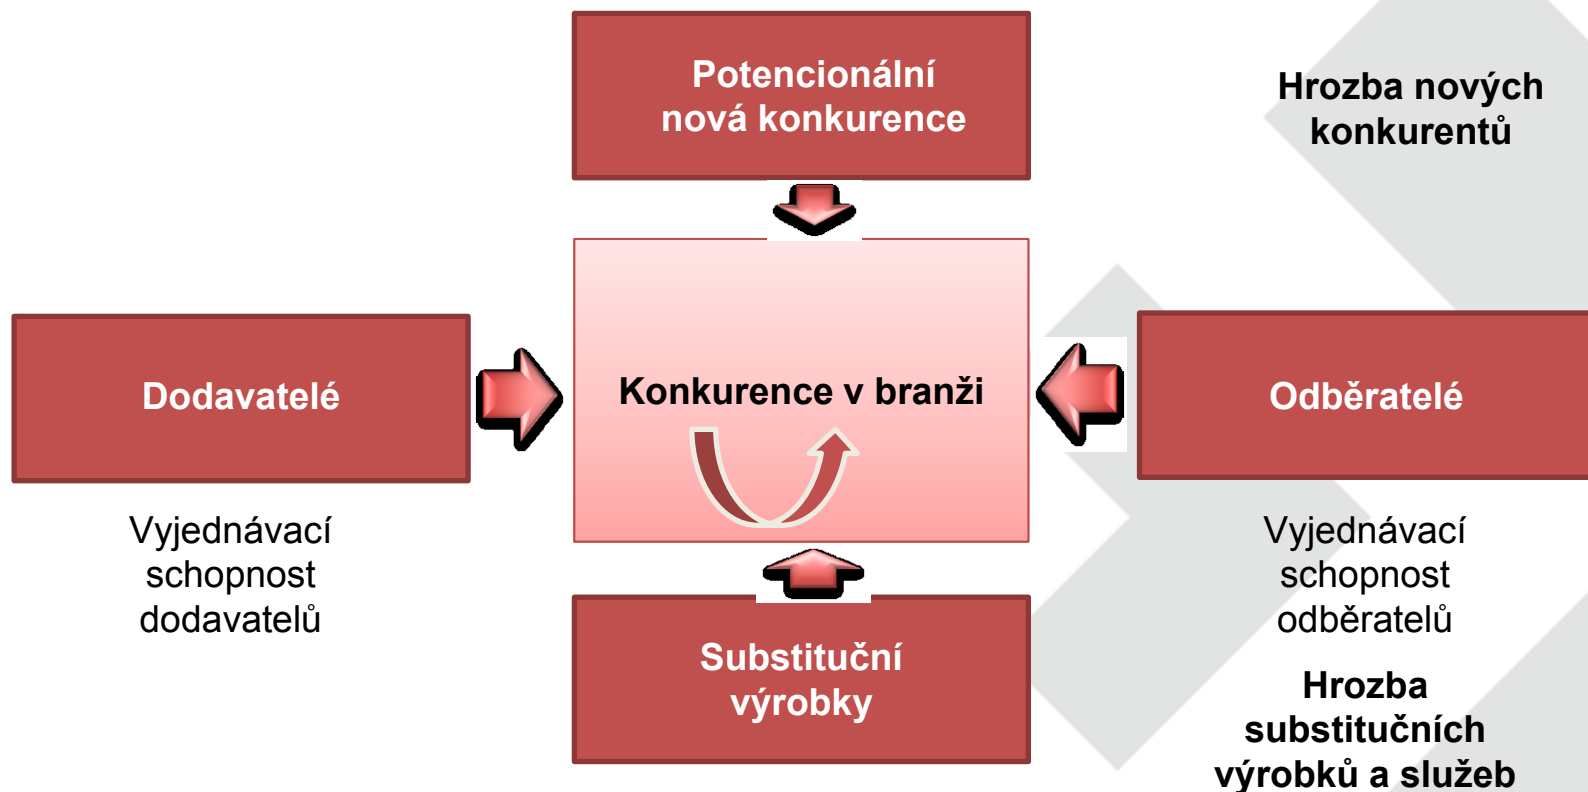 Potencionální
nová konkurence
Hrozba nových
konkurentů
Dodavatelé
Konkurence v branži
Odběratelé
Vyjednávací
schopnost
dodavatelů
Vyjednávací
schopnost
odběratelů
Substituční
výrobky
Hrozba
substitučních
výrobků a služeb